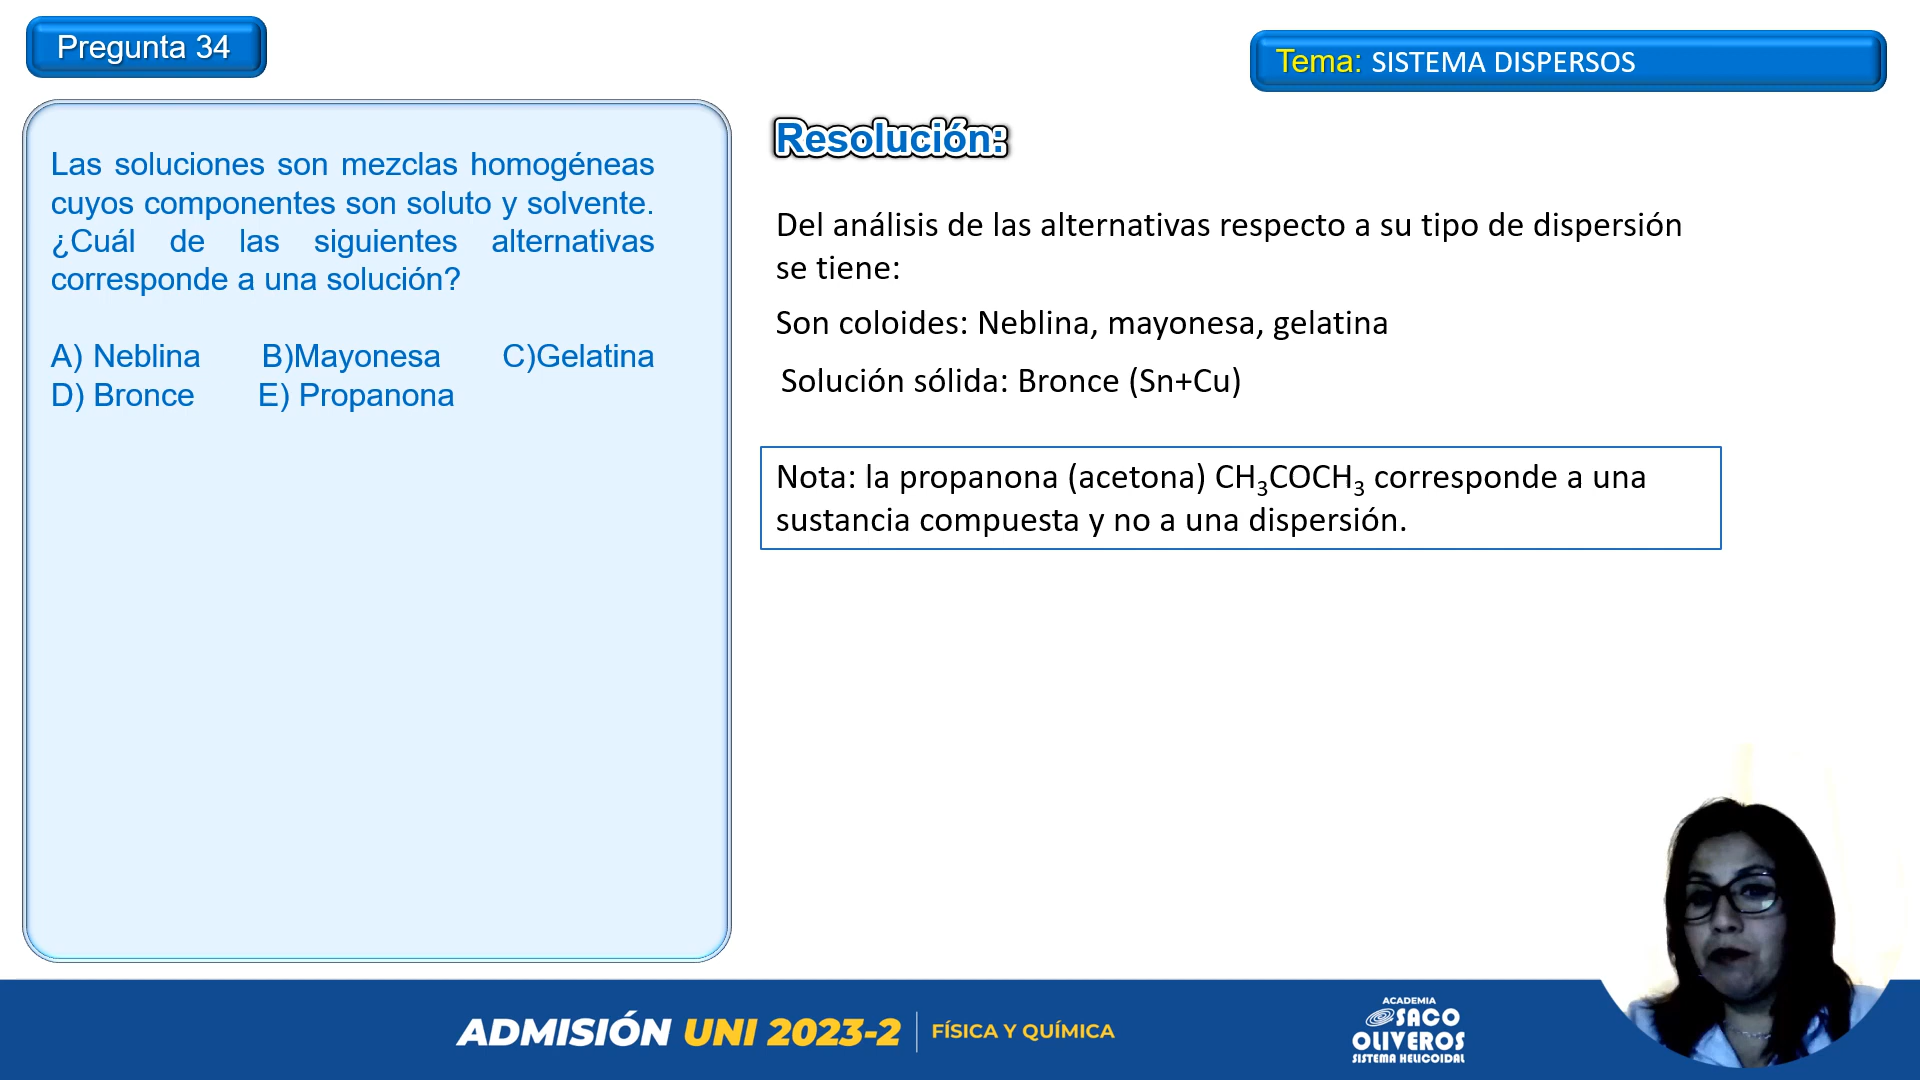 Pregunta 34
Tema: SISTEMA DISPERSOS
Las soluciones son mezclas homogéneas
cuyos componentes son soluto y solvente.
¿Cuál de las siguientes alternativas
corresponde a una solución?
A) Neblina B)Mayonesa C)Gelatina
D) Bronce E) Propanona
Resolución:
Del análisis de las alternativas respecto a su tipo de dispersión
se tiene:
Son coloides: Neblina, mayonesa, gelatina
Solución sólida: Bronce (Sn+Cu)
Nota: la propanona (acetona) CH₃COCH₃ corresponde a una
sustancia compuesta y no a una dispersión.
ADMISIÓN UNI 2023-2 FÍSICA Y QUÍMICA
ACADEMIA
SACO
OLIVEROS
SISTEMA HELICOIDAL